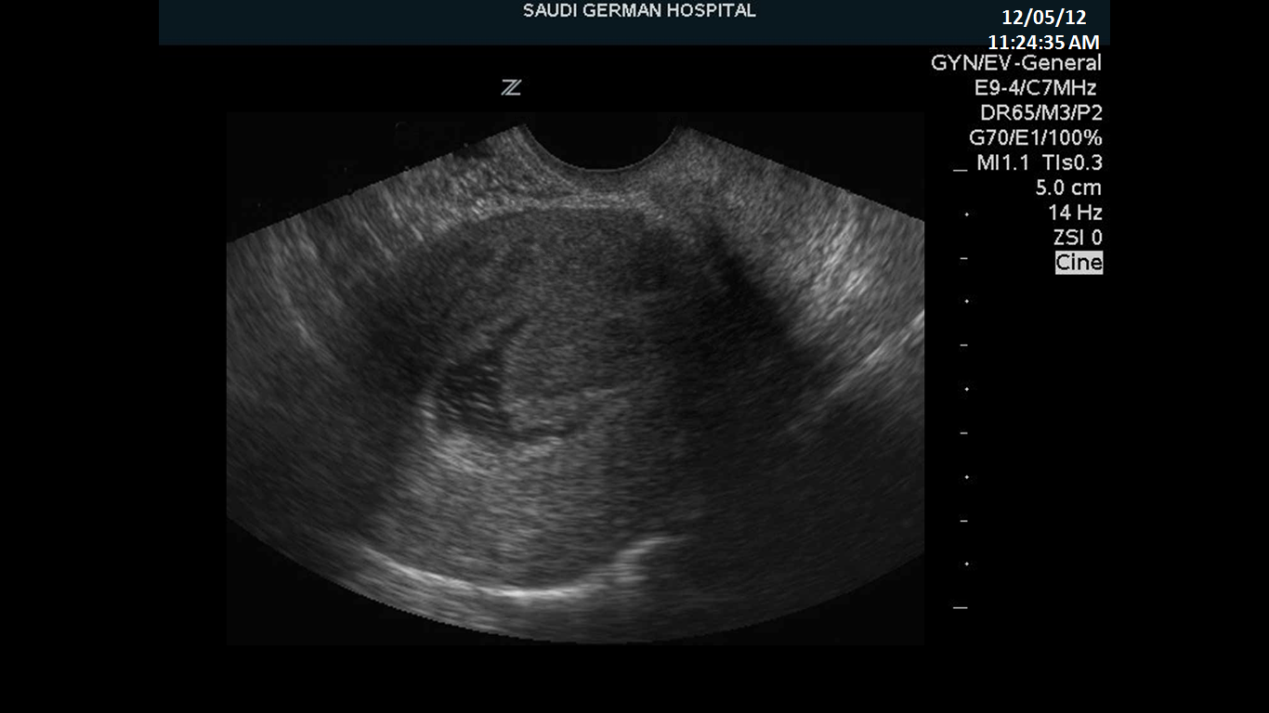 SAUDI GERMAN HOSPITAL
12/05/12
11:24:35 AM
GYN/EV-General
E9-4/C7MHz
DR65/M3/P2
G70/E1/100%
MI1.1 TIs0.3
5.0 cm
14 Hz
ZSI 0
Cine